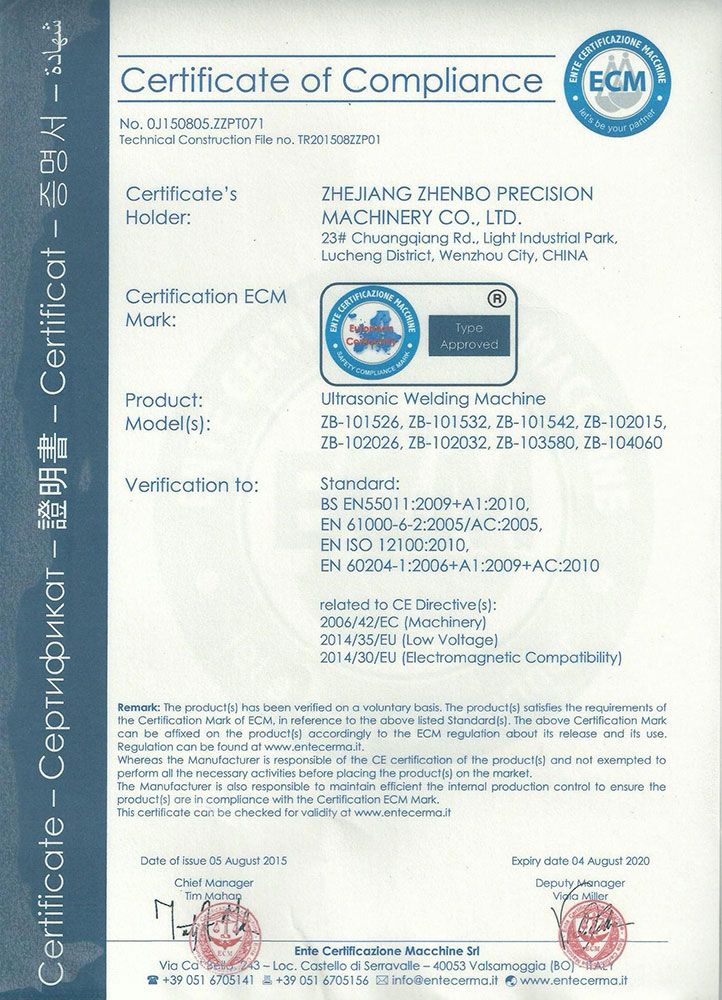 Certificate – Сертификат – 證明書 – Certificat – 증명서 – شهادة
Certificate of Compliance
ENTE CERTIFICAZIONE MACCHINE
ECM
let's be your partner
No. 0J150805.ZZPT071
Technical Construction File no. TR201508ZZP01
Certificate's Holder:
ZHEJIANG ZHENBO PRECISION
MACHINERY CO., LTD.
23# Chuangqiang Rd., Light Industrial Park,
Lucheng District, Wenzhou City, CHINA
Certification ECM
Mark:
ENTE CERTIFICAZIONE MACCHINE
European
SAFETY COMPLIANCE MARK
®
Type
Approved
Product:
Ultrasonic Welding Machine
Model(s):
ZB-101526, ZB-101532, ZB-101542, ZB-102015,
ZB-102026, ZB-102032, ZB-103580, ZB-104060
Verification to:
Standard:
BS EN55011:2009+A1:2010,
EN 61000-6-2:2005/AC:2005,
EN ISO 12100:2010,
EN 60204-1:2006+A1:2009+AC:2010
related to CE Directive(s):
2006/42/EC (Machinery)
2014/35/EU (Low Voltage)
2014/30/EU (Electromagnetic Compatibility)
Remark: The product(s) has been verified on a voluntary basis. The product(s) satisfies the requirements of
the Certification Mark of ECM, in reference to the above listed Standard(s). The above Certification Mark
can be affixed on the product(s) accordingly to the ECM regulation about its release and its use.
Regulation can be found at www.entecerma.it.
Whereas the Manufacturer is responsible of the CE certification of the product(s) and not exempted to
perform all the necessary activities before placing the product(s) on the market.
The Manufacturer is also responsible to maintain efficient the internal production control to ensure the
product(s) are in compliance with the Certification ECM Mark.
This certificate can be checked for validity at www.entecerma.it
Date of issue 05 August 2015
Expiry date 04 August 2020
Chief Manager
Tim Mahan
Deputy Manager
Viola Miller
ECM
ECM
Ente Certificazione Macchine Srl
Via Ca' Bella, 243 – Loc. Castello di Serravalle – 40053 Valsamoggia (BO) - ITALY
+39 051 6705141 +39 051 6705156 info@entecerma.it www.entecerma.it